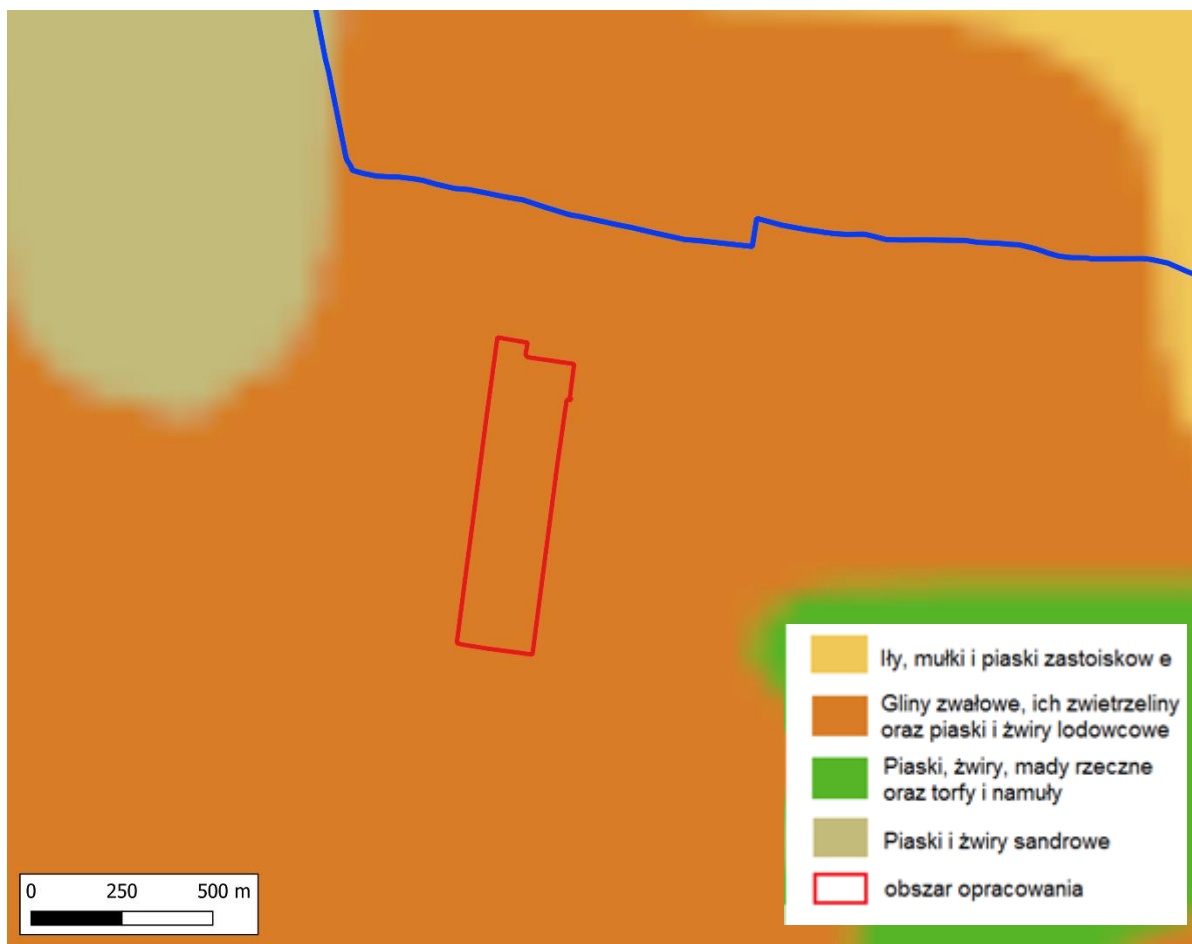 Iły, mułki i piaski zastoiskow e
Gliny zwałowe, ich zwietrzeliny
oraz piaski i żwiry lodowcowe
Piaski, żwiry, mady rzeczne
oraz torfy i namuły
Piaski i żwiry sandrowe
obszar opracowania
0 250 500 m